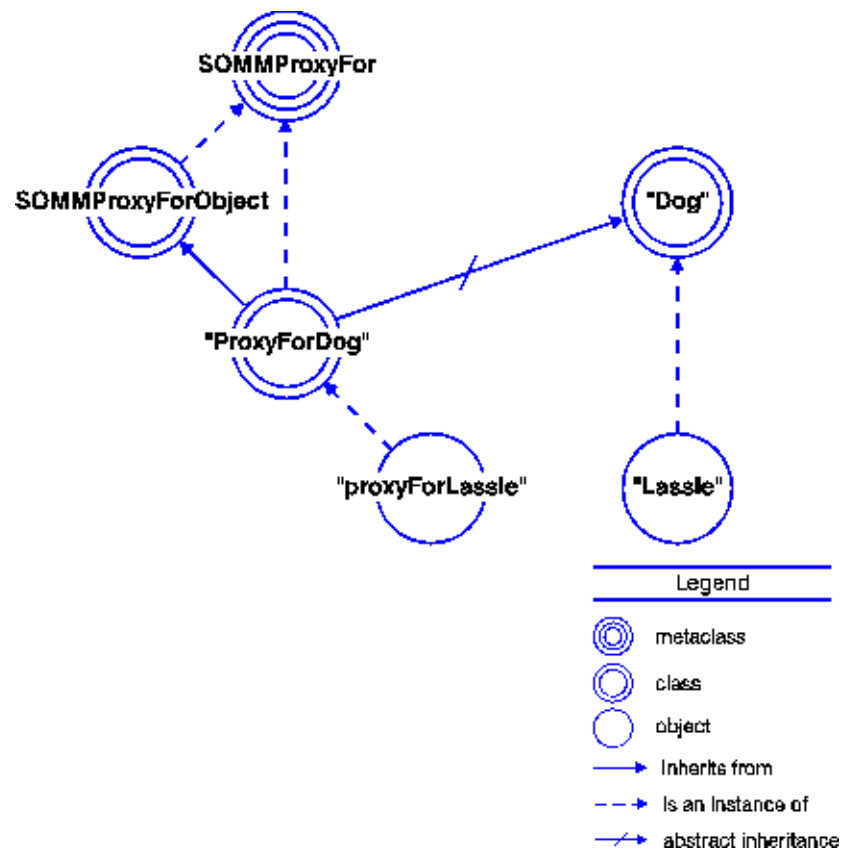 SOMMProxyFor
SOMMProxyForObject
"Dog"
"ProxyForDog"
"proxyForLassie"
"Lassie"
Legend
metaclass
class
object
Inherits from
Is an Instance of
abstract inheritance